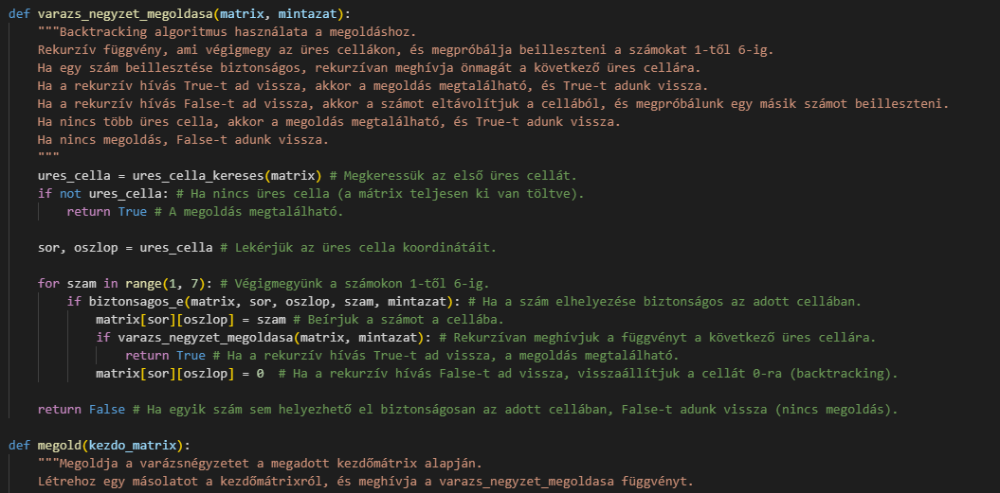 def varazs_negyzet_megoldasa(matrix, mintazat):
    """Backtracking algoritmus használata a megoldáshoz.
    Rekurzív függvény, ami végigmegy az üres cellákon, és megpróbálja beilleszteni a számokat 1-től 6-ig.
    Ha egy szám beillesztése biztonságos, rekurzívan meghívja önmagát a következő üres cellára.
    Ha a rekurzív hívás True-t ad vissza, akkor a megoldás megtalálható, és True-t adunk vissza.
    Ha a rekurzív hívás False-t ad vissza, akkor a számot eltávolítjuk a cellából, és megpróbálunk egy másik számot beilleszteni.
    Ha nincs több üres cella, akkor a megoldás megtalálható, és True-t adunk vissza.
    Ha nincs megoldás, False-t adunk vissza.
    """
    ures_cella = ures_cella_kereses(matrix) # Megkeressük az első üres cellát.
    if not ures_cella: # Ha nincs üres cella (a mátrix teljesen ki van töltve).
        return True # A megoldás megtalálható.

    sor, oszlop = ures_cella # Lekérjük az üres cella koordinátáit.

    for szam in range(1, 7): # Végigmegyünk a számokon 1-től 6-ig.
        if biztonsagos_e(matrix, sor, oszlop, szam, mintazat): # Ha a szám elhelyezése biztonságos az adott cellában.
            matrix[sor][oszlop] = szam # Beírjuk a számot a cellába.
            if varazs_negyzet_megoldasa(matrix, mintazat): # Rekurzívan meghívjuk a függvényt a következő üres cellára.
                return True # Ha a rekurzív hívás True-t ad vissza, a megoldás megtalálható.
            matrix[sor][oszlop] = 0  # Ha a rekurzív hívás False-t ad vissza, visszaállítjuk a cellát 0-ra (backtracking).

    return False # Ha egyik szám sem helyezhető el biztonságosan az adott cellában, False-t adunk vissza (nincs megoldás).

def megold(kezdo_matrix):
    """Megoldja a varázsnégyzetet a megadott kezdőmátrix alapján.
    Létrehoz egy másolatot a kezdőmátrixról, és meghívja a varazs_negyzet_megoldasa függvényt.